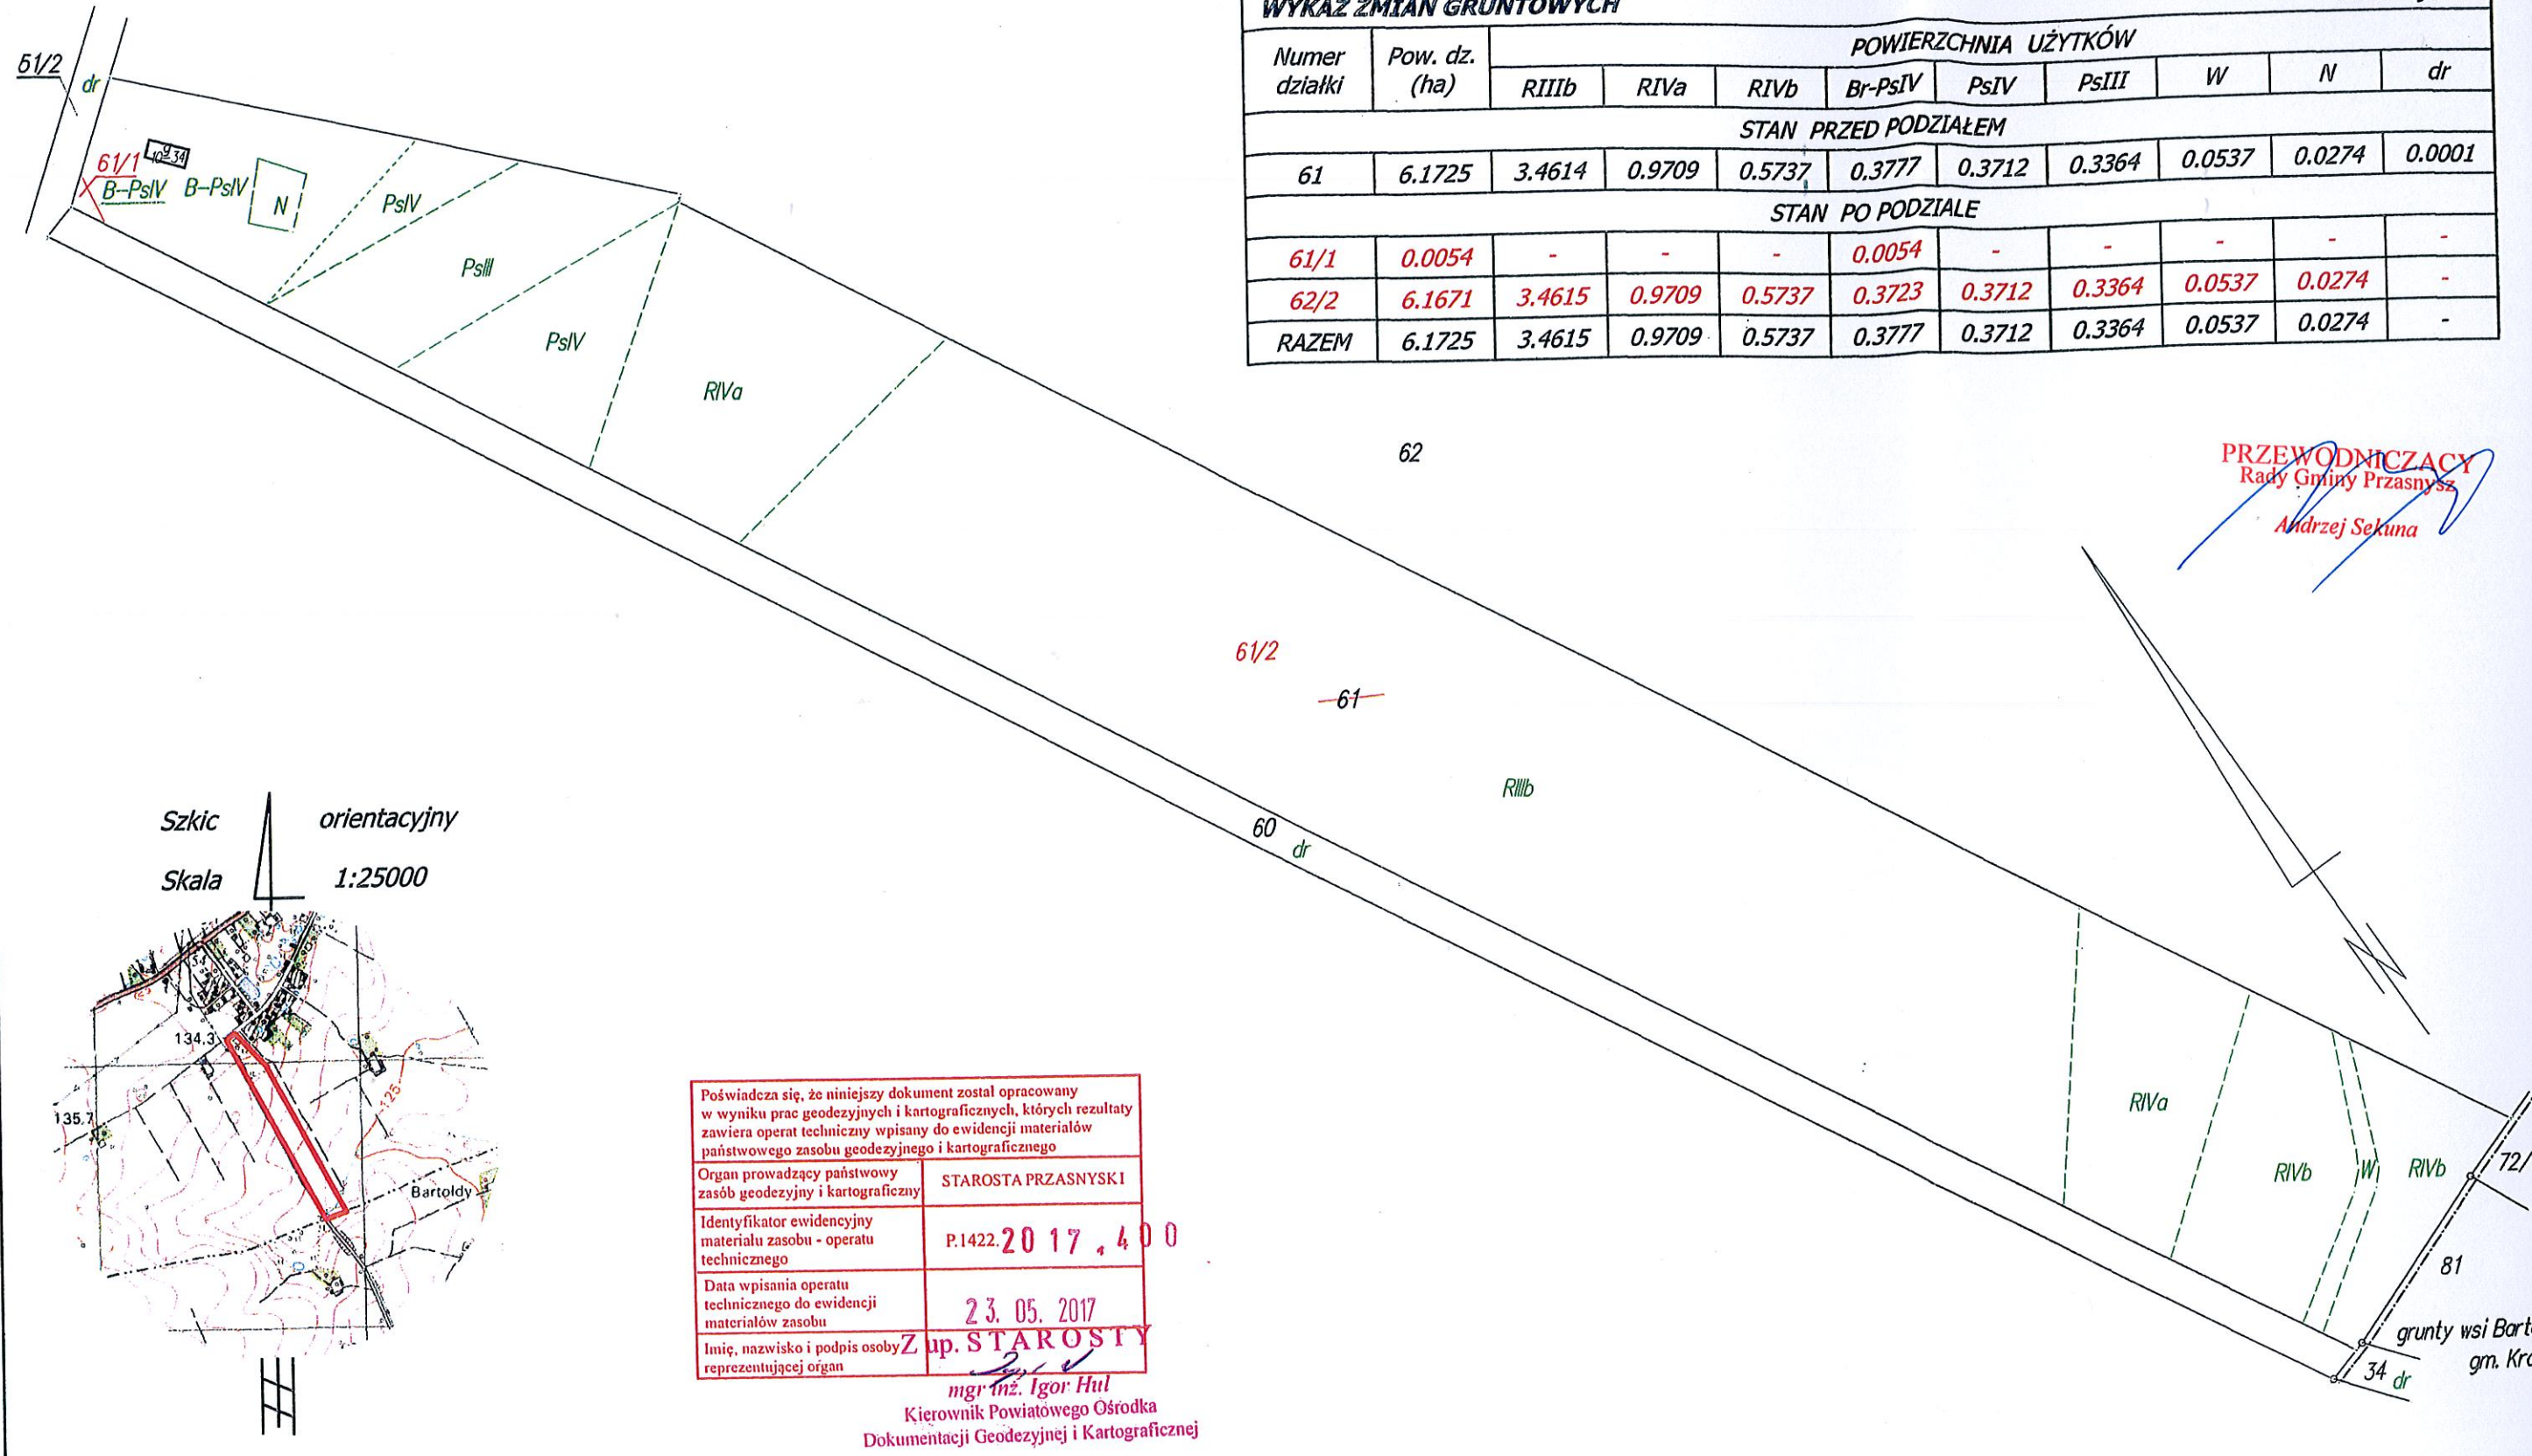 WYKAZ ZMIAN GRUNTOWYCH
Numer działki | Pow. dz. (ha) | POWIERZCHNIA UŻYTKÓW
RIIIb | RIVa | RIVb | Br-PsIV | PsIV | PsIII | W | N | dr
STAN PRZED PODZIAŁEM
61 | 6.1725 | 3.4614 | 0.9709 | 0.5737 | 0.3777 | 0.3712 | 0.3364 | 0.0537 | 0.0274 | 0.0001
STAN PO PODZIALE
61/1 | 0.0054 | - | - | - | 0.0054 | - | - | - | - | -
62/2 | 6.1671 | 3.4615 | 0.9709 | 0.5737 | 0.3723 | 0.3712 | 0.3364 | 0.0537 | 0.0274 | -
RAZEM | 6.1725 | 3.4615 | 0.9709 | 0.5737 | 0.3777 | 0.3712 | 0.3364 | 0.0537 | 0.0274 | -
51/2
dr
61/1
B-PsIV B-PsIV
N
PsIV
PsIII
PsIV
RIVa
62
PRZEWODNICZĄCY
Rady Gminy Przasnysz
Andrzej Sekuna
61/2
61
RIIIb
60
dr
Szkic orientacyjny
Skala 1:25000
134.3
135.7
125
Bartołdy
RIVa
RIVb
W
RIVb
72/
81
grunty wsi Bart
gm. Kra
34 dr
Poświadcza się, że niniejszy dokument został opracowany
w wyniku prac geodezyjnych i kartograficznych, których rezultaty
zawiera operat techniczny wpisany do ewidencji materiałów
państwowego zasobu geodezyjnego i kartograficznego
Organ prowadzący państwowy
zasób geodezyjny i kartograficzny
STAROSTA PRZASNYSKI
Identyfikator ewidencyjny
materiału zasobu - operatu
technicznego
P.1422.2017.400
Data wpisania operatu
technicznego do ewidencji
materiałów zasobu
23. 05. 2017
Imię, nazwisko i podpis osoby
reprezentującej organ
Z up. STAROSTY
mgr inż. Igor Hul
Kierownik Powiatowego Ośrodka
Dokumentacji Geodezyjnej i Kartograficznej